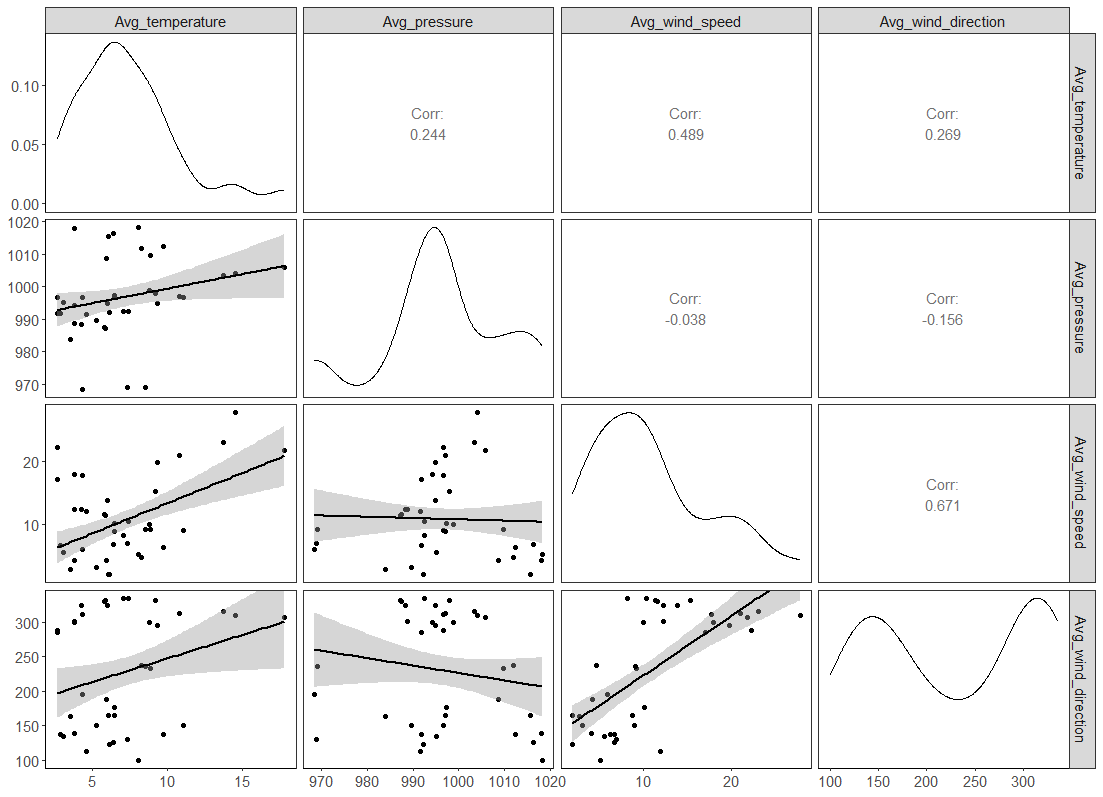 Avg_temperature
Avg_pressure
Avg_wind_speed
Avg_wind_direction
0.10
0.05
0.00
Corr:
0.244
Corr:
0.489
Corr:
0.269
Avg_temperature
1020
1010
1000
990
980
970
Corr:
-0.038
Corr:
-0.156
Avg_pressure
20
10
Corr:
0.671
Avg_wind_speed
300
250
200
150
100
Avg_wind_direction
5 10 15
970 980 990 1000 1010 1020
10 20
100 150 200 250 300